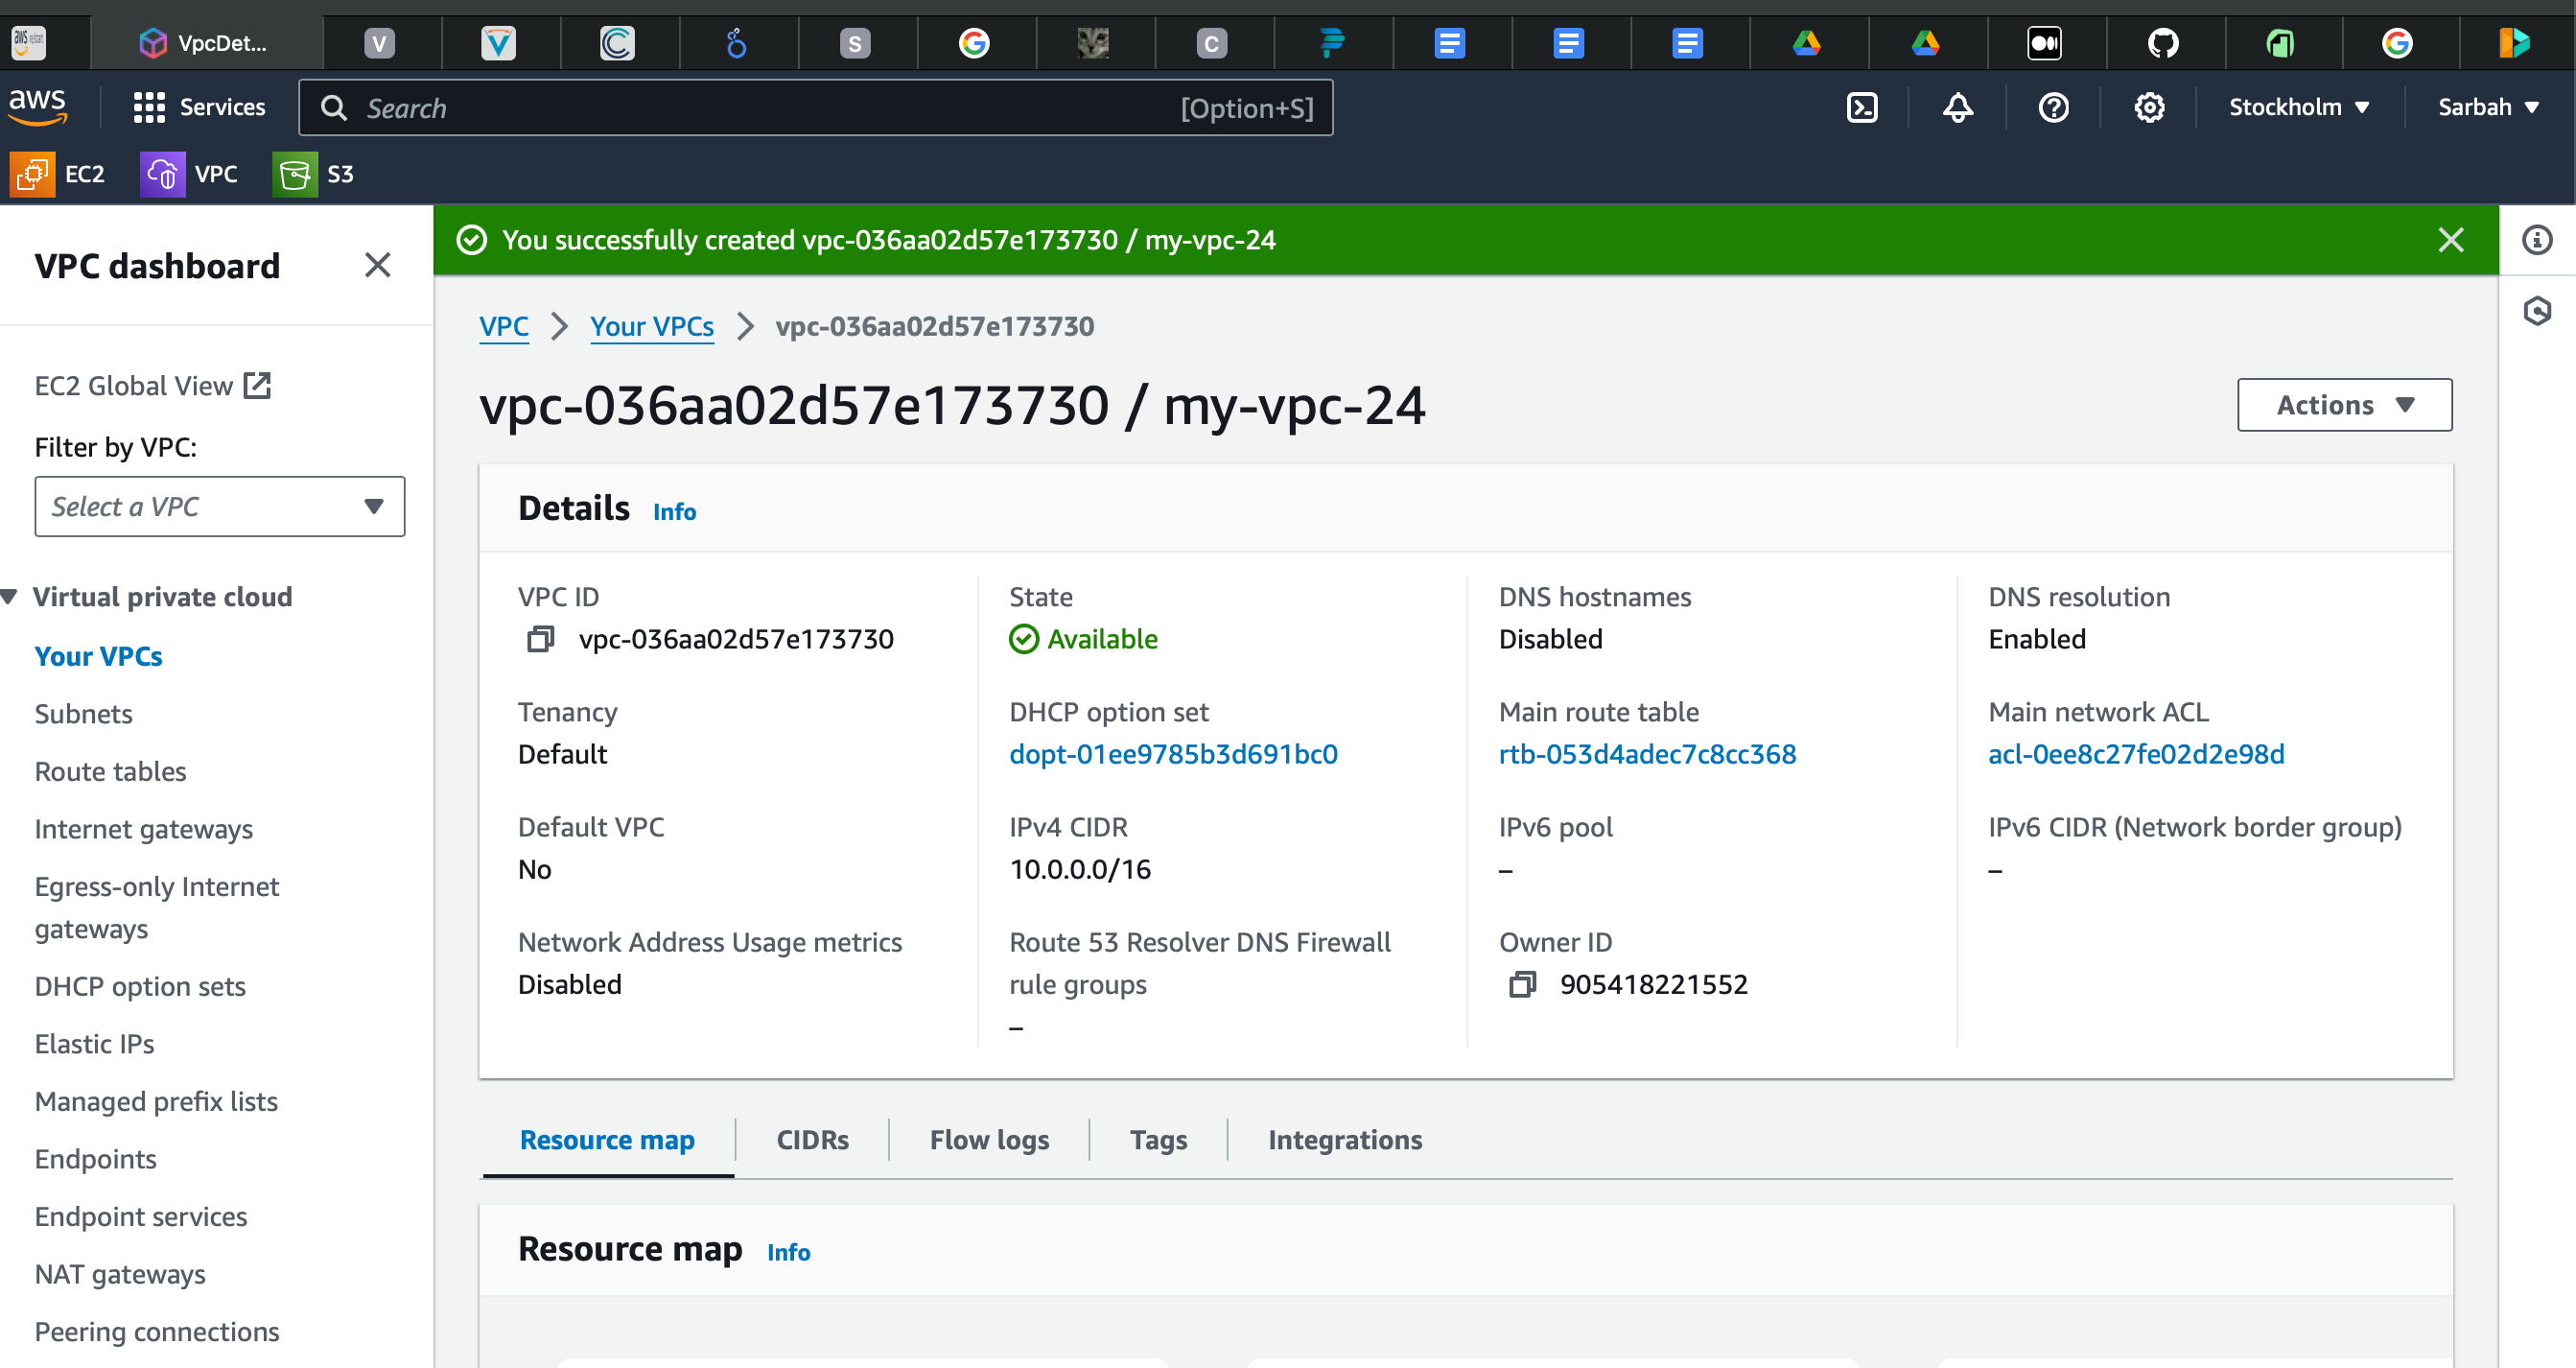 aws re/start
VpcDet...
V
S
C
aws
Services
Search
[Option+S]
Stockholm
Sarbah
EC2
VPC
S3
VPC dashboard
You successfully created vpc-036aa02d57e173730 / my-vpc-24
VPC
Your VPCs
vpc-036aa02d57e173730
EC2 Global View
vpc-036aa02d57e173730 / my-vpc-24
Actions
Filter by VPC:
Select a VPC
Details
Info
Virtual private cloud
Your VPCs
Subnets
Route tables
Internet gateways
Egress-only Internet
gateways
DHCP option sets
Elastic IPs
Managed prefix lists
Endpoints
Endpoint services
NAT gateways
Peering connections
VPC ID
vpc-036aa02d57e173730
State
Available
DNS hostnames
Disabled
DNS resolution
Enabled
Tenancy
Default
DHCP option set
dopt-01ee9785b3d691bc0
Main route table
rtb-053d4adec7c8cc368
Main network ACL
acl-0ee8c27fe02d2e98d
Default VPC
No
IPv4 CIDR
10.0.0.0/16
IPv6 pool
–
IPv6 CIDR (Network border group)
–
Network Address Usage metrics
Disabled
Route 53 Resolver DNS Firewall
rule groups
–
Owner ID
905418221552
Resource map
CIDRs
Flow logs
Tags
Integrations
Resource map
Info